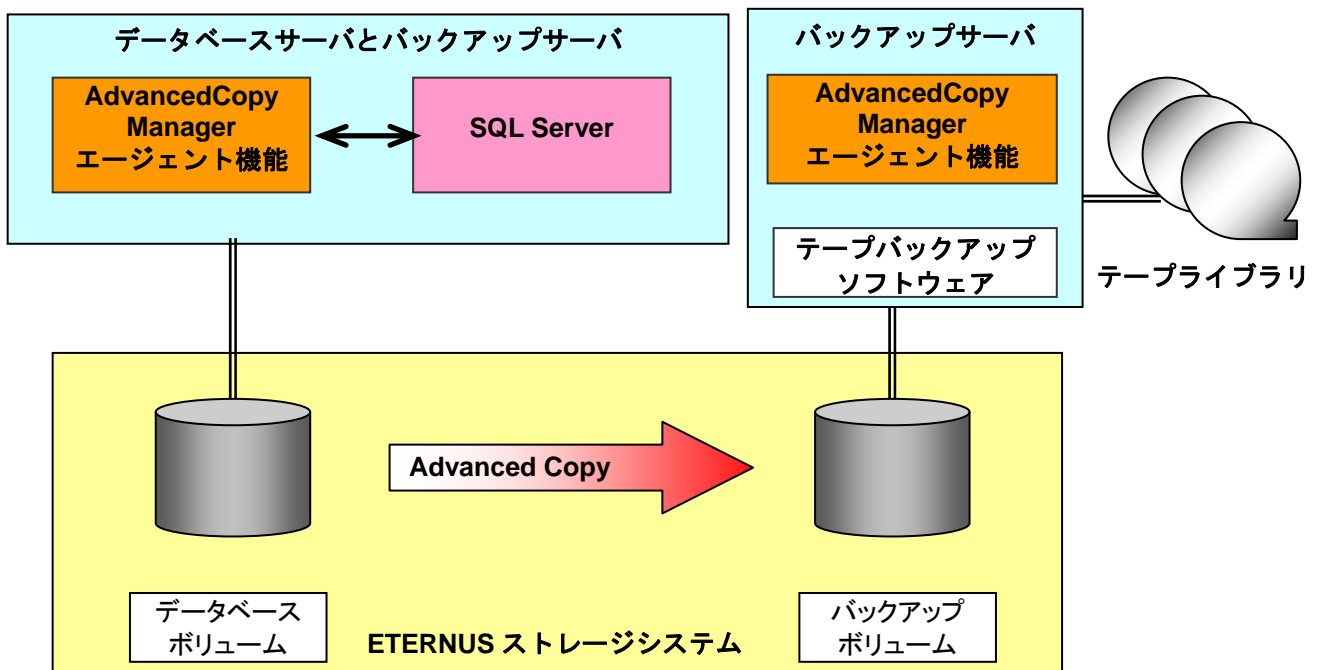 データベースサーバとバックアップサーバ
AdvancedCopy
Manager
エージェント機能
SQL Server
バックアップサーバ
AdvancedCopy
Manager
エージェント機能
テープバックアップ
ソフトウェア
テープライブラリ
Advanced Copy
データベース
ボリューム
ETERNUS ストレージシステム
バックアップ
ボリューム